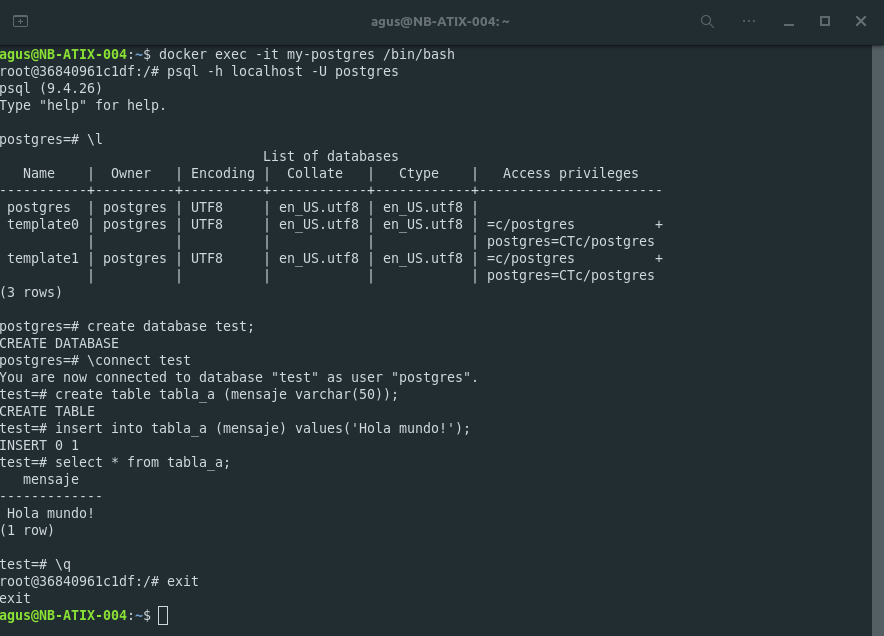 agus@NB-ATIX-004: ~
agus@NB-ATIX-004:~$ docker exec -it my-postgres /bin/bash
root@36840961c1df:/# psql -h localhost -U postgres
psql (9.4.26)
Type "help" for help.

postgres=# \l
                                 List of databases
   Name    |  Owner   | Encoding |  Collate   |   Ctype    |   Access privileges
-----------+----------+----------+------------+------------+-----------------------
 postgres  | postgres | UTF8     | en_US.utf8 | en_US.utf8 |
 template0 | postgres | UTF8     | en_US.utf8 | en_US.utf8 | =c/postgres          +
           |          |          |            |            | postgres=CTc/postgres
 template1 | postgres | UTF8     | en_US.utf8 | en_US.utf8 | =c/postgres          +
           |          |          |            |            | postgres=CTc/postgres
(3 rows)

postgres=# create database test;
CREATE DATABASE
postgres=# \connect test
You are now connected to database "test" as user "postgres".
test=# create table tabla_a (mensaje varchar(50));
CREATE TABLE
test=# insert into tabla_a (mensaje) values('Hola mundo!');
INSERT 0 1
test=# select * from tabla_a;
   mensaje
-------------
 Hola mundo!
(1 row)

test=# \q
root@36840961c1df:/# exit
exit
agus@NB-ATIX-004:~$